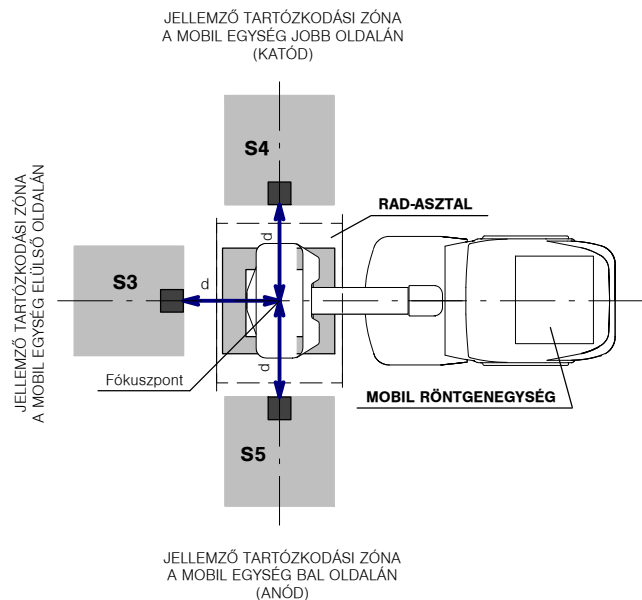 JELLEMZŐ TARTÓZKODÁSI ZÓNA
A MOBIL EGYSÉG JOBB OLDALÁN
(KATÓD)
S4
RAD-ASZTAL
d
JELLEMZŐ TARTÓZKODÁSI ZÓNA
A MOBIL EGYSÉG ELÜLSŐ OLDALÁN
S3
d
Fókuszpont
d
MOBIL RÖNTGENEGYSÉG
S5
JELLEMZŐ TARTÓZKODÁSI ZÓNA
A MOBIL EGYSÉG BAL OLDALÁN
(ANÓD)